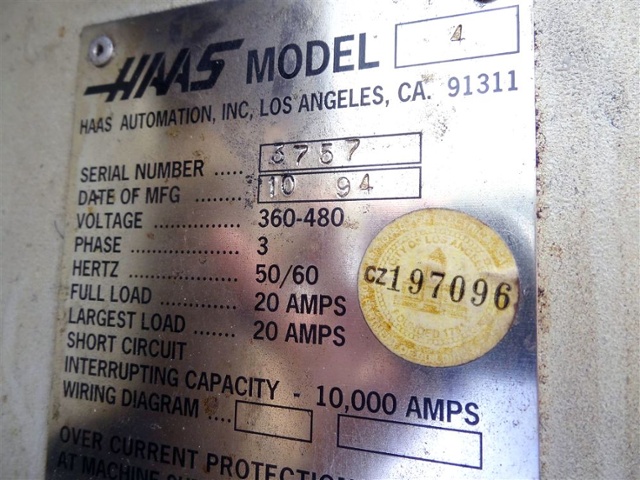 HAAS MODEL 4
HAAS AUTOMATION, INC, LOS ANGELES, CA. 91311
SERIAL NUMBER ..... 3757
DATE OF MFG ....... 10 94
VOLTAGE ................ 360-480
PHASE .................... 3
HERTZ .................... 50/60
FULL LOAD ............. 20 AMPS
LARGEST LOAD ....... 20 AMPS
SHORT CIRCUIT
INTERRUPTING CAPACITY - 10,000 AMPS
WIRING DIAGRAM ....
OVER CURRENT PROTECTION
AT MACHINE
CZ197096